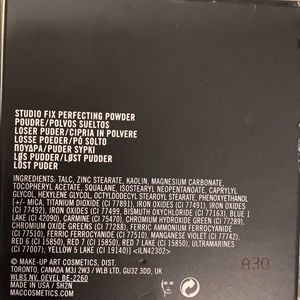 STUDIO FIX PERFECTING POWDER
POUDRE/POLVOS SUELTOS
LOSER PUDER/CIPRIA IN POLVERE
LOSSE POEDER/PÓ SOLTO
ΠΟΥΔΡΑ/PUDER SYPKI
LØS PUDDER/LØST PUDDER
LÖST PUDER
INGREDIENTS: TALC, ZINC STEARATE, KAOLIN, MAGNESIUM CARBONATE,
TOCOPHERYL ACETATE, SQUALANE, ISOSTEARYL NEOPENTANOATE, CAPRYLYL
GLYCOL, HEXYLENE GLYCOL, OCTYLDODECYL STEAROYL STEARATE, PHENOXYETHANOL
[+/- MICA, TITANIUM DIOXIDE (CI 77891), IRON OXIDES (CI 77491), IRON OXIDES
(CI 77492), IRON OXIDES (CI 77499), BISMUTH OXYCHLORIDE (CI 77163), BLUE 1 LAKE
(CI 42090), CARMINE (CI 75470), CHROMIUM HYDROXIDE GREEN (CI 77289),
CHROMIUM OXIDE GREENS (CI 77288), FERRIC AMMONIUM FERROCYANIDE
(CI 77510), FERRIC FERROCYANIDE (CI 77510), MANGANESE VIOLET (CI 77742),
RED 6 (CI 15850), RED 7 (CI 15850), RED 7 LAKE (CI 15850), ULTRAMARINES
(CI 77007), YELLOW 5 LAKE (CI 19140)] <ILN42302>
© MAKE-UP ART COSMETICS, DIST.
TORONTO, CANADA M3J 2W3 / WLB LTD, GU32 3DD, UK
WLBS NV, OEVEL BE-2260
MADE IN USA / SH2N
MACCOSMETICS.COM
A30